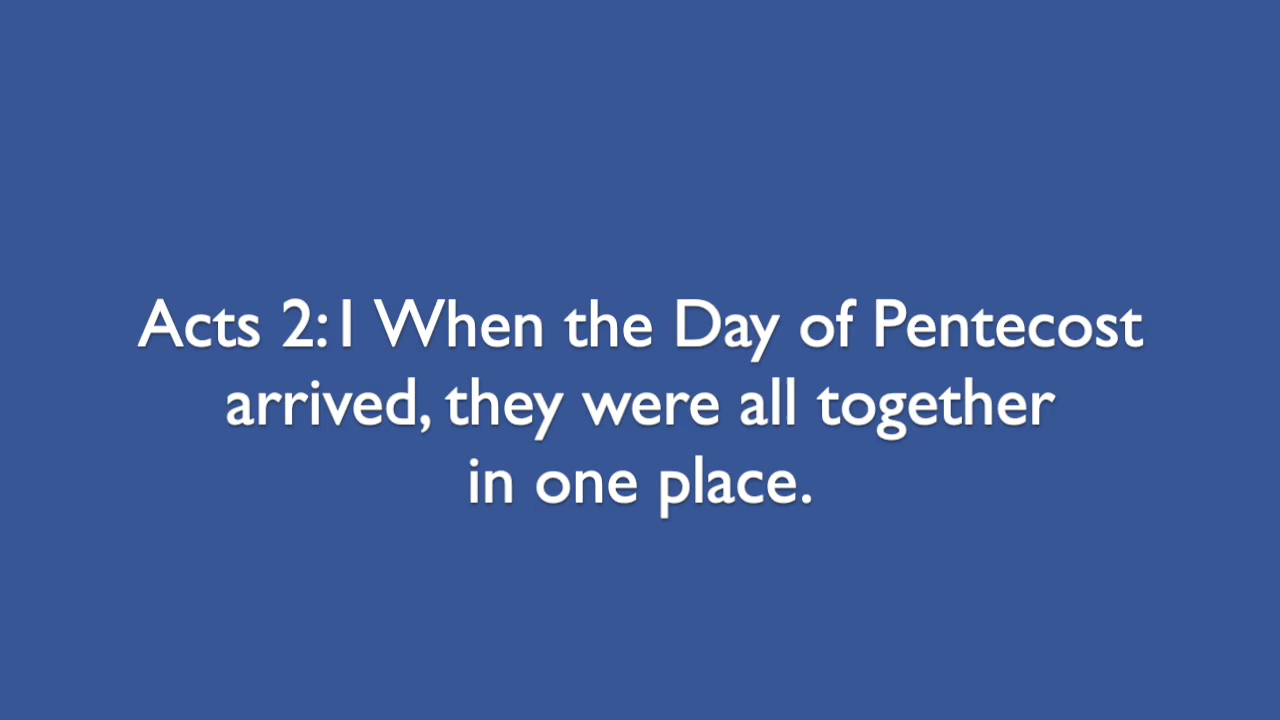 Acts 2:1 When the Day of Pentecost
arrived, they were all together
in one place.